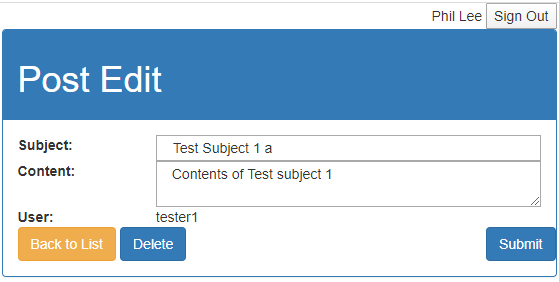 Phil Lee Sign Out
Post Edit
Subject: Test Subject 1 a
Content: Contents of Test subject 1
User: tester1
Back to List Delete Submit